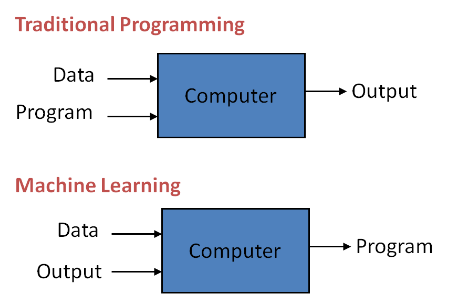 Traditional Programming
Data
Program
Computer
Output
Machine Learning
Data
Output
Computer
Program